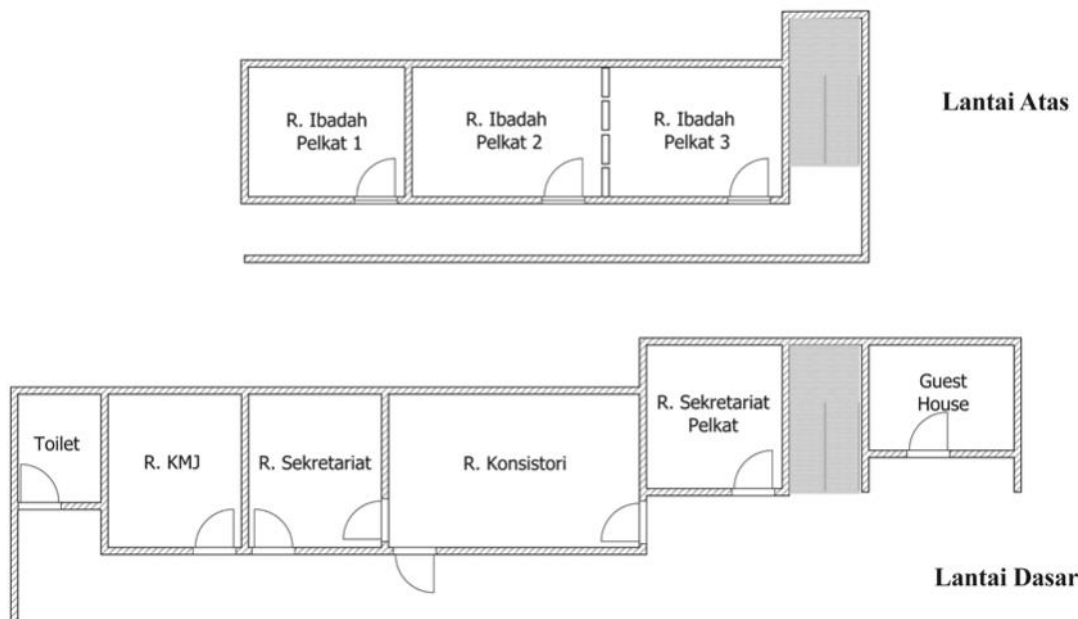 Lantai Atas
R. Ibadah
Pelkat 1
R. Ibadah
Pelkat 2
R. Ibadah
Pelkat 3
Toilet
R. KMJ
R. Sekretariat
R. Konsistori
R. Sekretariat
Pelkat
Guest
House
Lantai Dasar